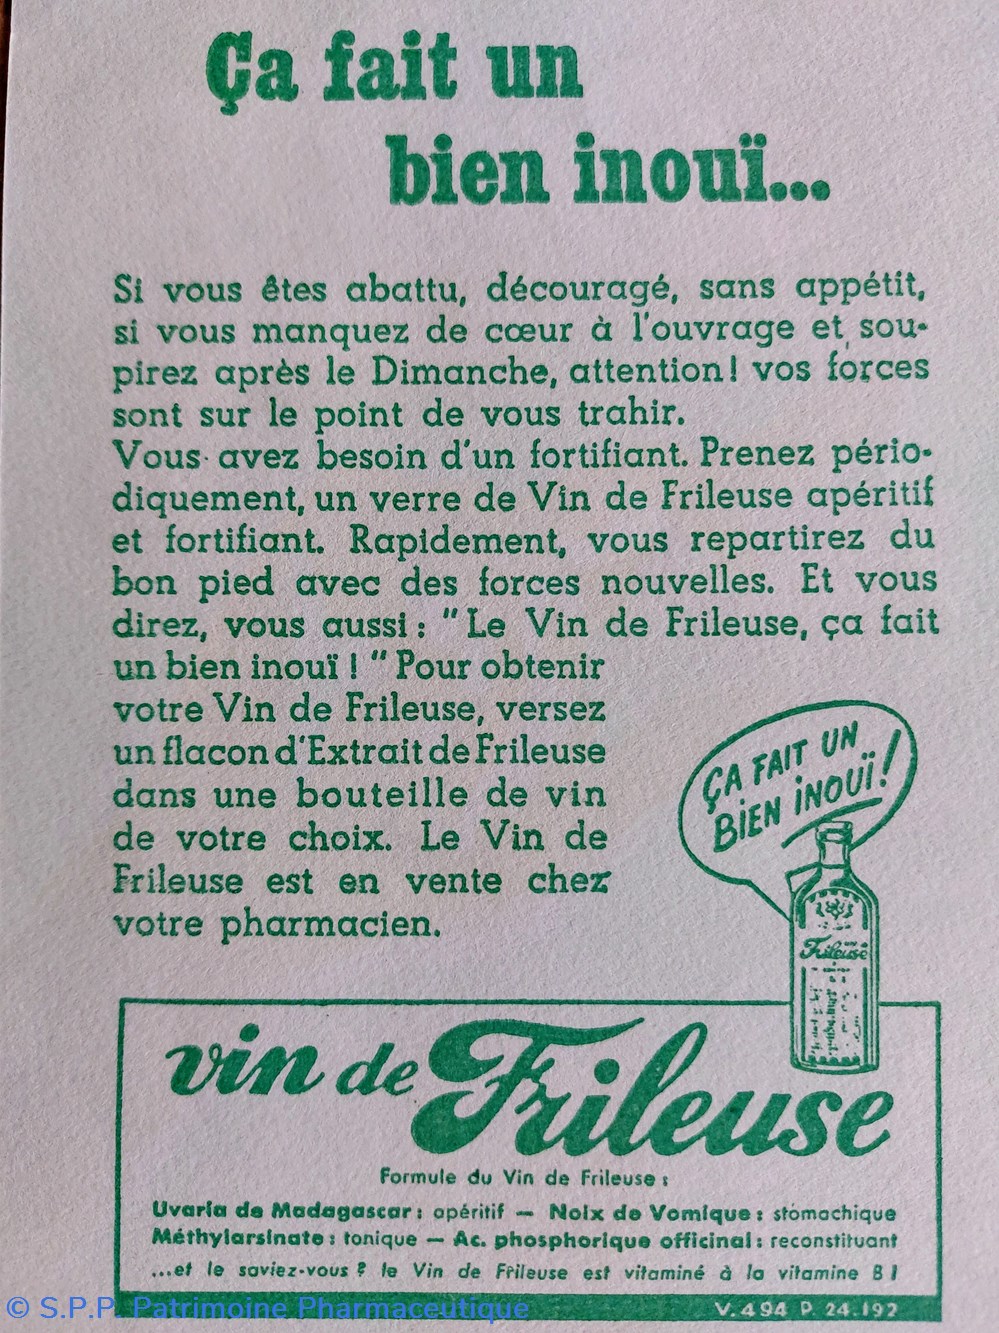 Ça fait un
bien inouï...
Si vous êtes abattu, découragé, sans appétit,
si vous manquez de cœur à l'ouvrage et sou-
pirez après le Dimanche, attention! vos forces
sont sur le point de vous trahir.
Vous avez besoin d'un fortifiant. Prenez pério-
diquement, un verre de Vin de Frileuse apéritif
et fortifiant. Rapidement, vous repartirez du
bon pied avec des forces nouvelles. Et vous
direz, vous aussi : "Le Vin de Frileuse, ça fait
un bien inouï ! " Pour obtenir
votre Vin de Frileuse, versez
un flacon d'Extrait de Frileuse
dans une bouteille de vin
de votre choix. Le Vin de
Frileuse est en vente chez
votre pharmacien.
ÇA FAIT UN
BIEN INOUÏ!
Frileuse
vin de Frileuse
Formule du Vin de Frileuse :
Uvaria de Madagascar : apéritif — Noix de Vomique : stomachique
Méthylarsinate : tonique — Ac. phosphorique officinal : reconstituant
...et le saviez-vous ? le Vin de Frileuse est vitaminé à la vitamine B1
V.494 P. 24.192
© S.P.P. Patrimoine Pharmaceutique